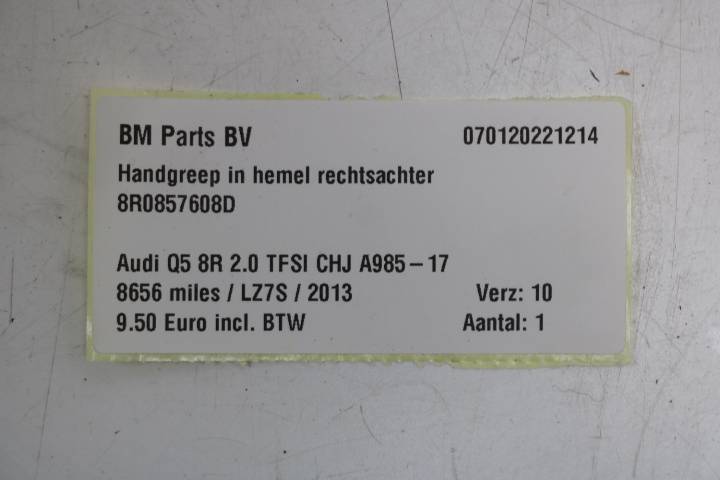 BM Parts BV 070120221214
Handgreep in hemel rechtsachter
8R0857608D
Audi Q5 8R 2.0 TFSI CHJ A985-17
8656 miles / LZ7S / 2013 Verz: 10
9.50 Euro incl. BTW Aantal: 1